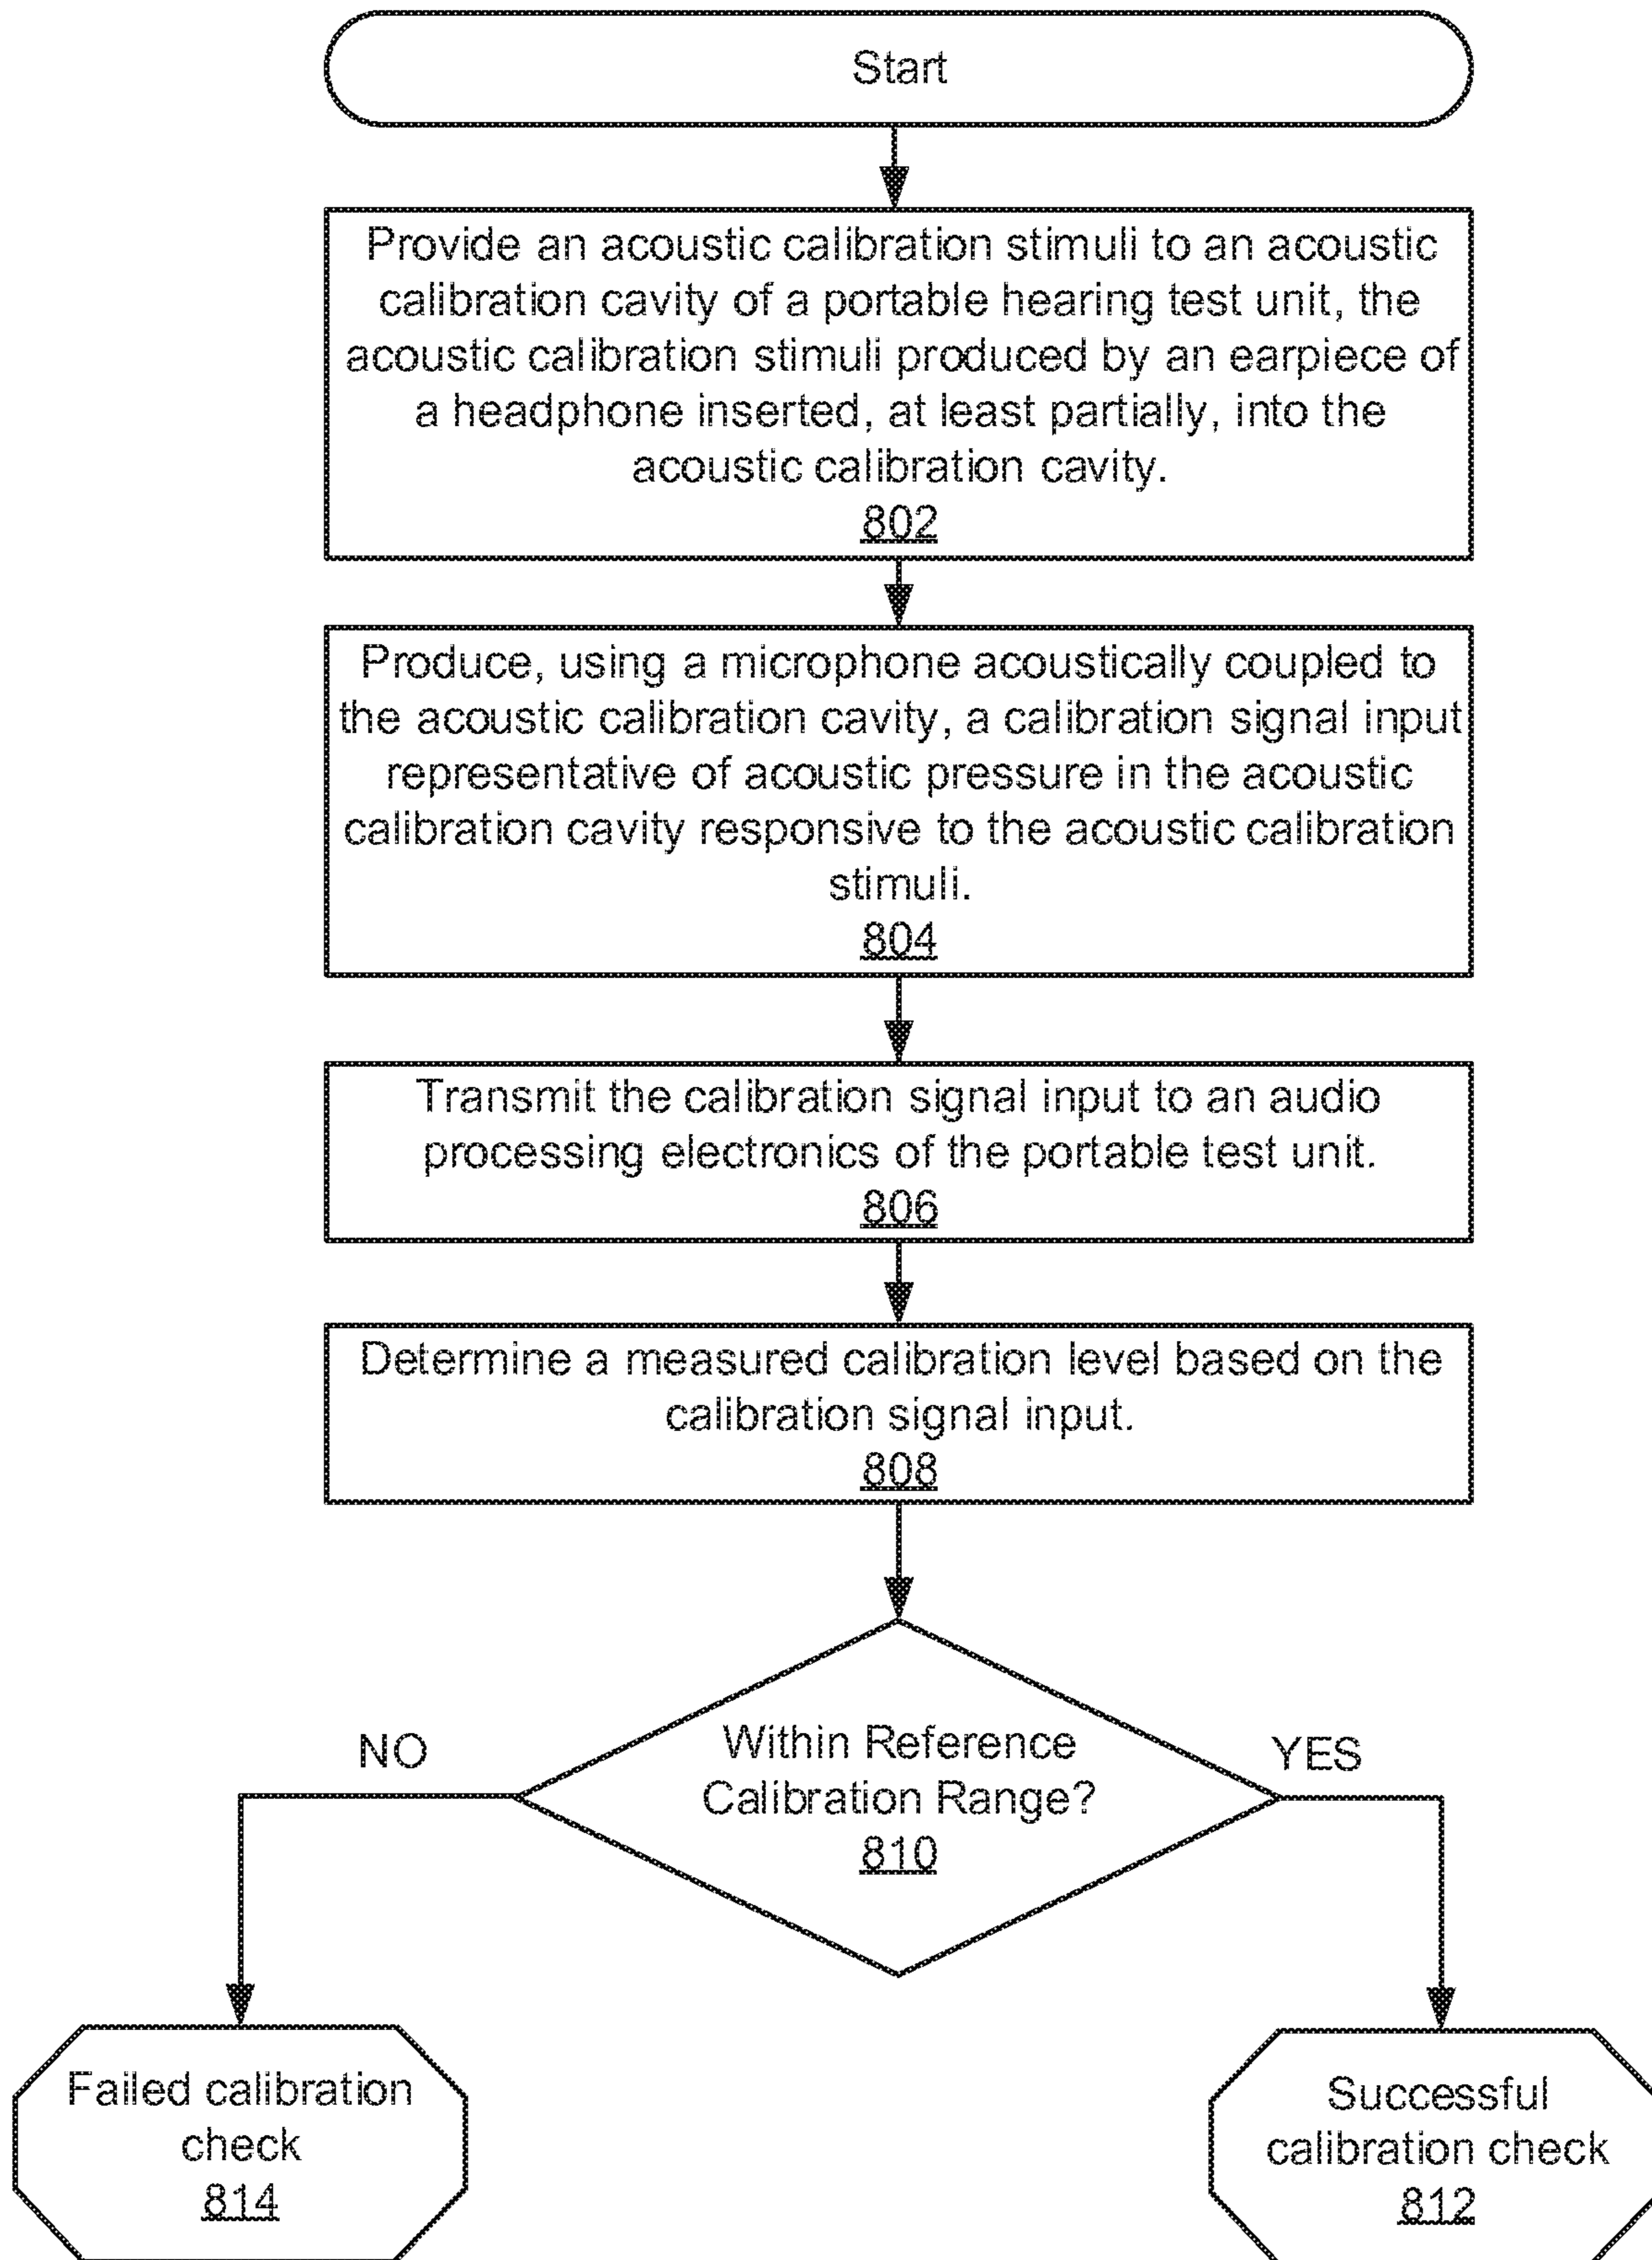 Start
Provide an acoustic calibration stimuli to an acoustic
calibration cavity of a portable hearing test unit, the
acoustic calibration stimuli produced by an earpiece of
a headphone inserted, at least partially, into the
acoustic calibration cavity.
802
Produce, using a microphone acoustically coupled to
the acoustic calibration cavity, a calibration signal input
representative of acoustic pressure in the acoustic
calibration cavity responsive to the acoustic calibration
stimuli.
804
Transmit the calibration signal input to an audio
processing electronics of the portable test unit.
806
Determine a measured calibration level based on the
calibration signal input.
808
Within Reference
Calibration Range?
810
NO
YES
Failed calibration
check
814
Successful
calibration check
812